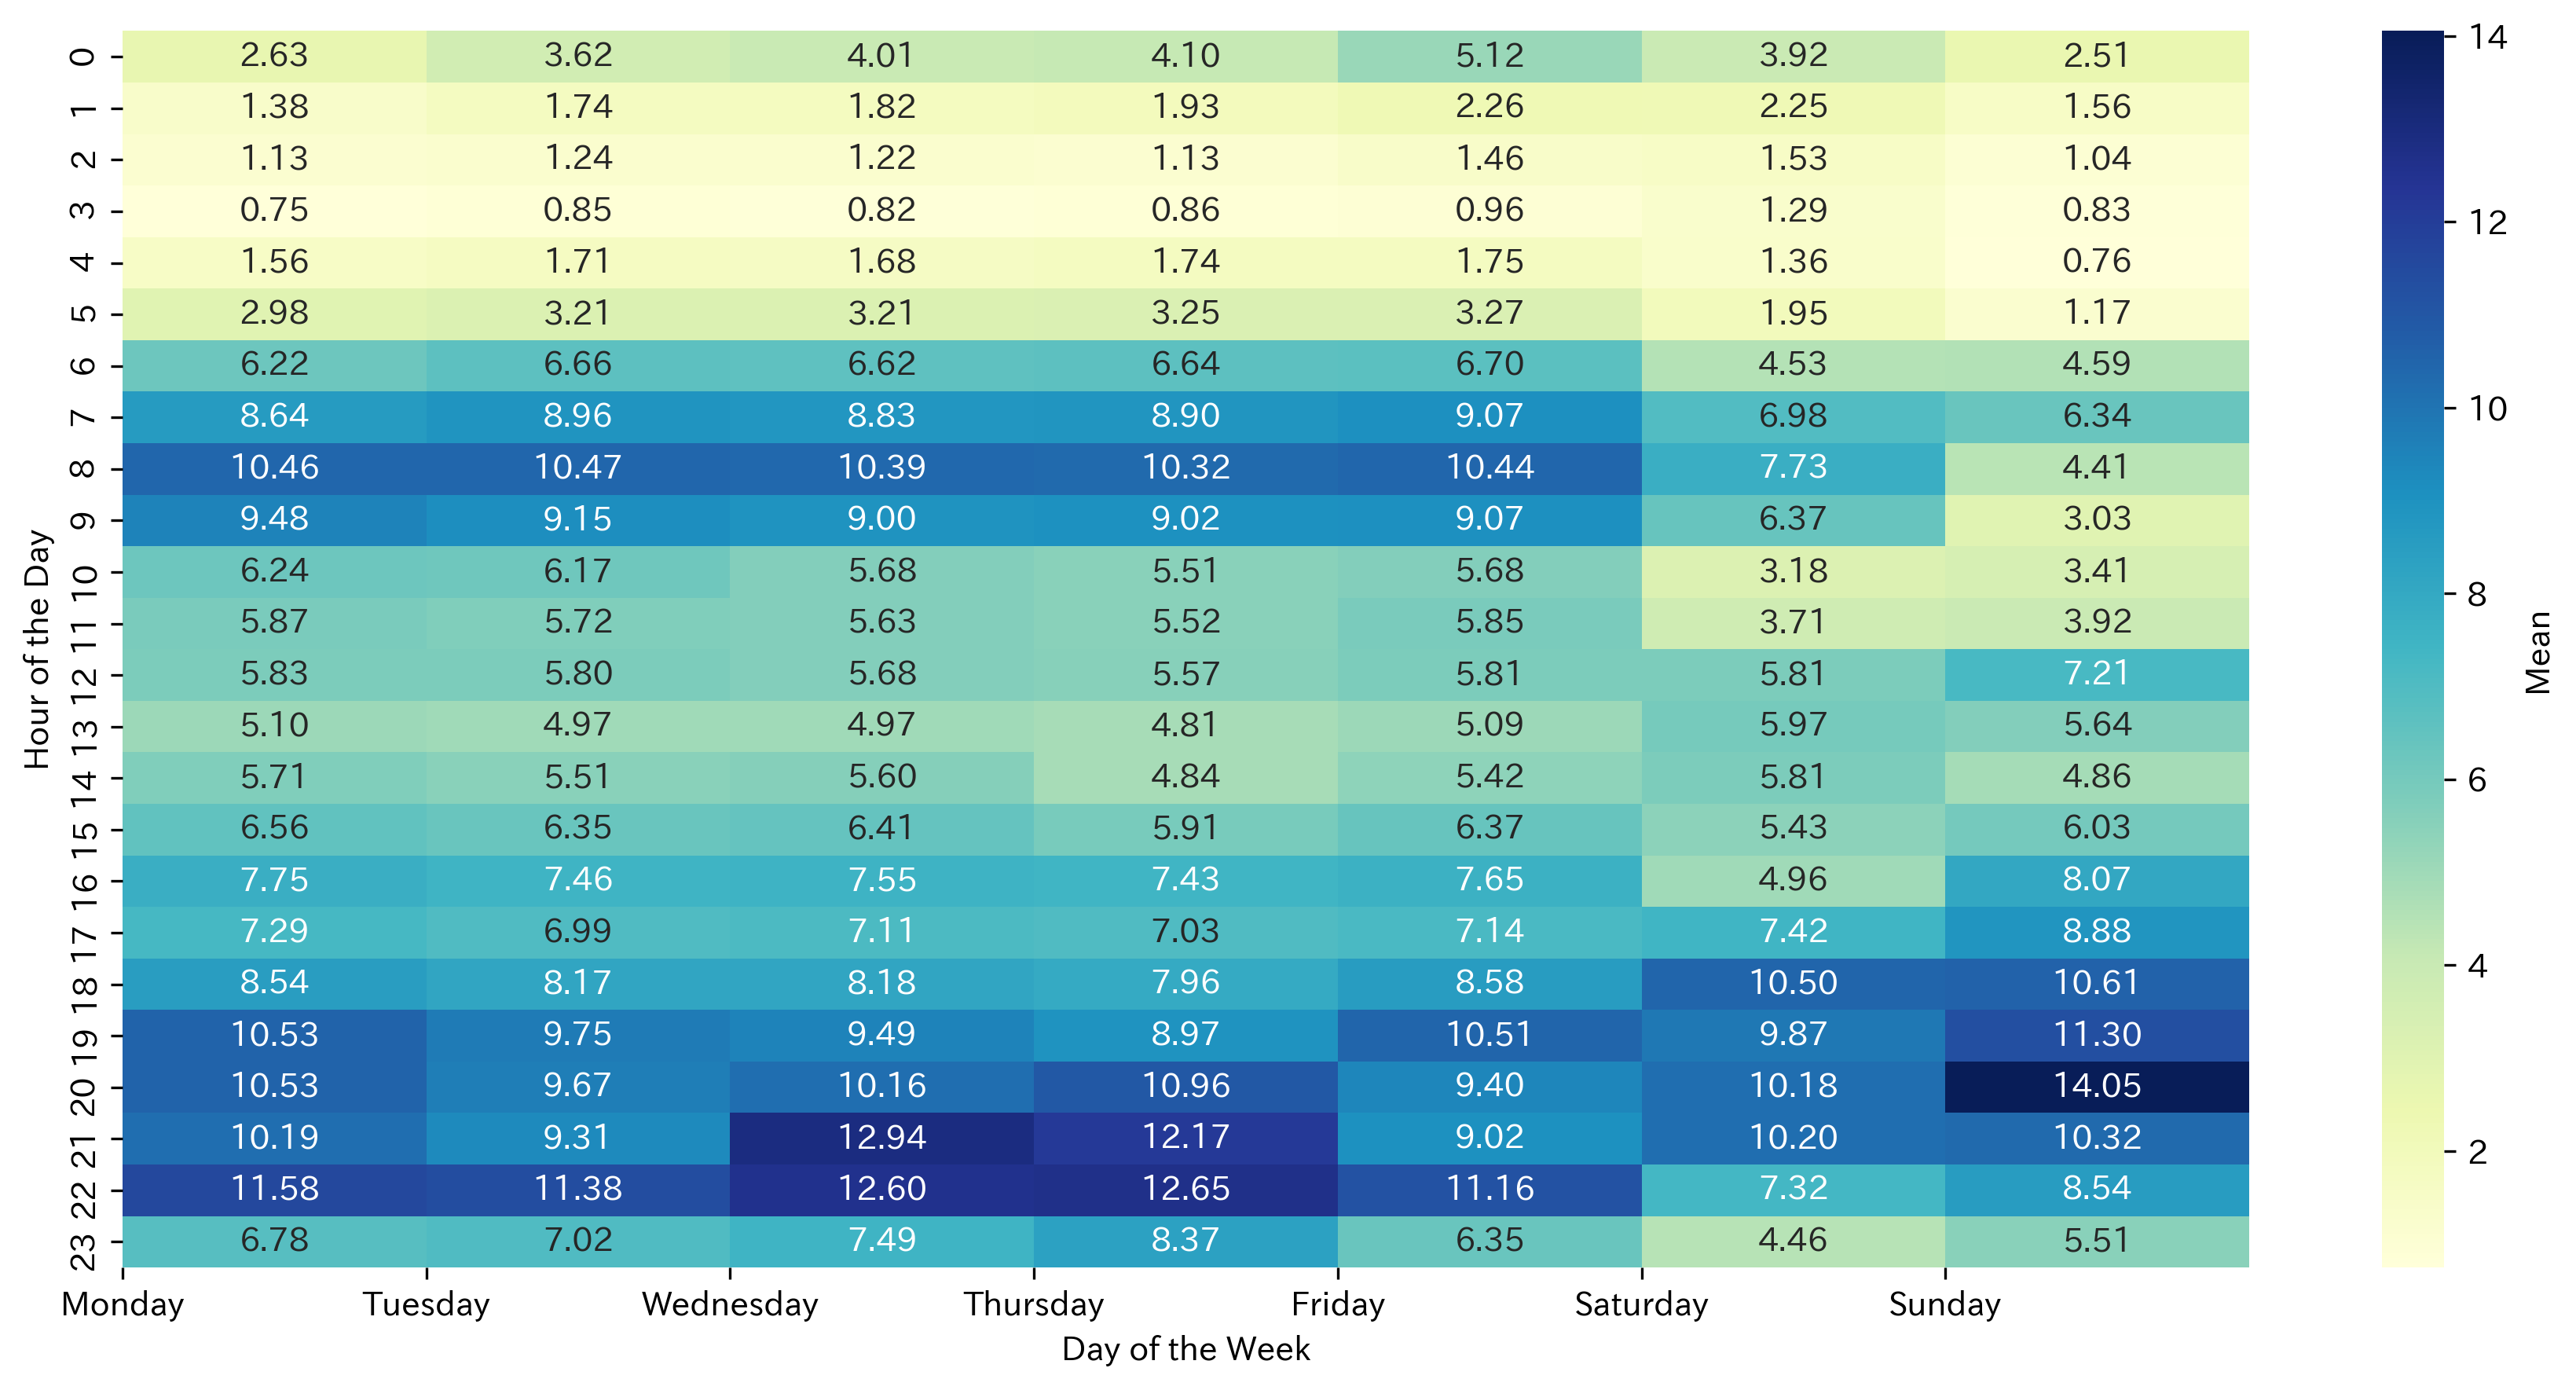 0 2.63 3.62 4.01 4.10 5.12 3.92 2.51
1 1.38 1.74 1.82 1.93 2.26 2.25 1.56
2 1.13 1.24 1.22 1.13 1.46 1.53 1.04
3 0.75 0.85 0.82 0.86 0.96 1.29 0.83
4 1.56 1.71 1.68 1.74 1.75 1.36 0.76
5 2.98 3.21 3.21 3.25 3.27 1.95 1.17
6 6.22 6.66 6.62 6.64 6.70 4.53 4.59
7 8.64 8.96 8.83 8.90 9.07 6.98 6.34
8 10.46 10.47 10.39 10.32 10.44 7.73 4.41
9 9.48 9.15 9.00 9.02 9.07 6.37 3.03
10 6.24 6.17 5.68 5.51 5.68 3.18 3.41
11 5.87 5.72 5.63 5.52 5.85 3.71 3.92
12 5.83 5.80 5.68 5.57 5.81 5.81 7.21
13 5.10 4.97 4.97 4.81 5.09 5.97 5.64
14 5.71 5.51 5.60 4.84 5.42 5.81 4.86
15 6.56 6.35 6.41 5.91 6.37 5.43 6.03
16 7.75 7.46 7.55 7.43 7.65 4.96 8.07
17 7.29 6.99 7.11 7.03 7.14 7.42 8.88
18 8.54 8.17 8.18 7.96 8.58 10.50 10.61
19 10.53 9.75 9.49 8.97 10.51 9.87 11.30
20 10.53 9.67 10.16 10.96 9.40 10.18 14.05
21 10.19 9.31 12.94 12.17 9.02 10.20 10.32
22 11.58 11.38 12.60 12.65 11.16 7.32 8.54
23 6.78 7.02 7.49 8.37 6.35 4.46 5.51
Monday Tuesday Wednesday Thursday Friday Saturday Sunday
Day of the Week
Hour of the Day
14
12
10
8
6
4
2
Mean